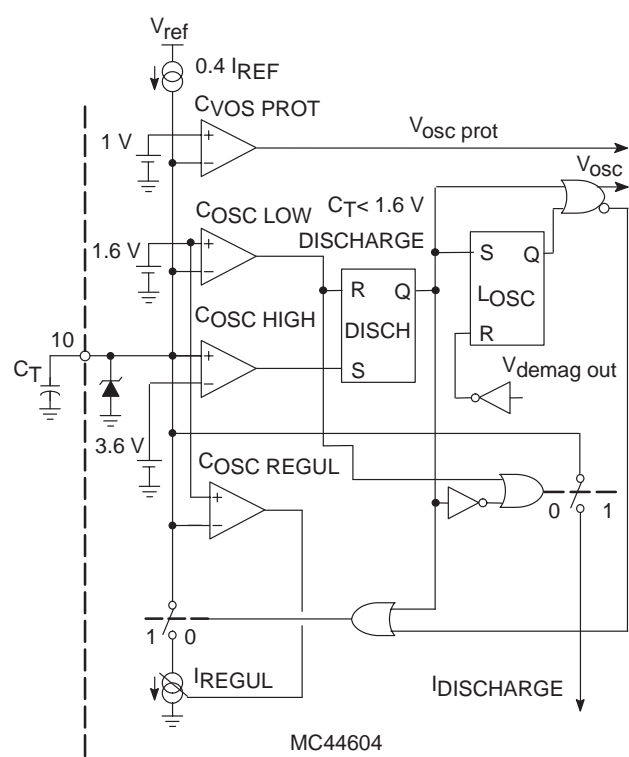 Vref
0.4 IREF
CVOS PROT
1 V
Vosc prot
Vosc
COSC LOW
CT< 1.6 V
DISCHARGE
1.6 V
S Q
LOSC
R
R Q
DISCH
S
COSC HIGH
10
CT
Vdemag out
3.6 V
COSC REGUL
0 1
1 0
IREGUL
IDISCHARGE
MC44604
+
–
+
–
+
–
+
–